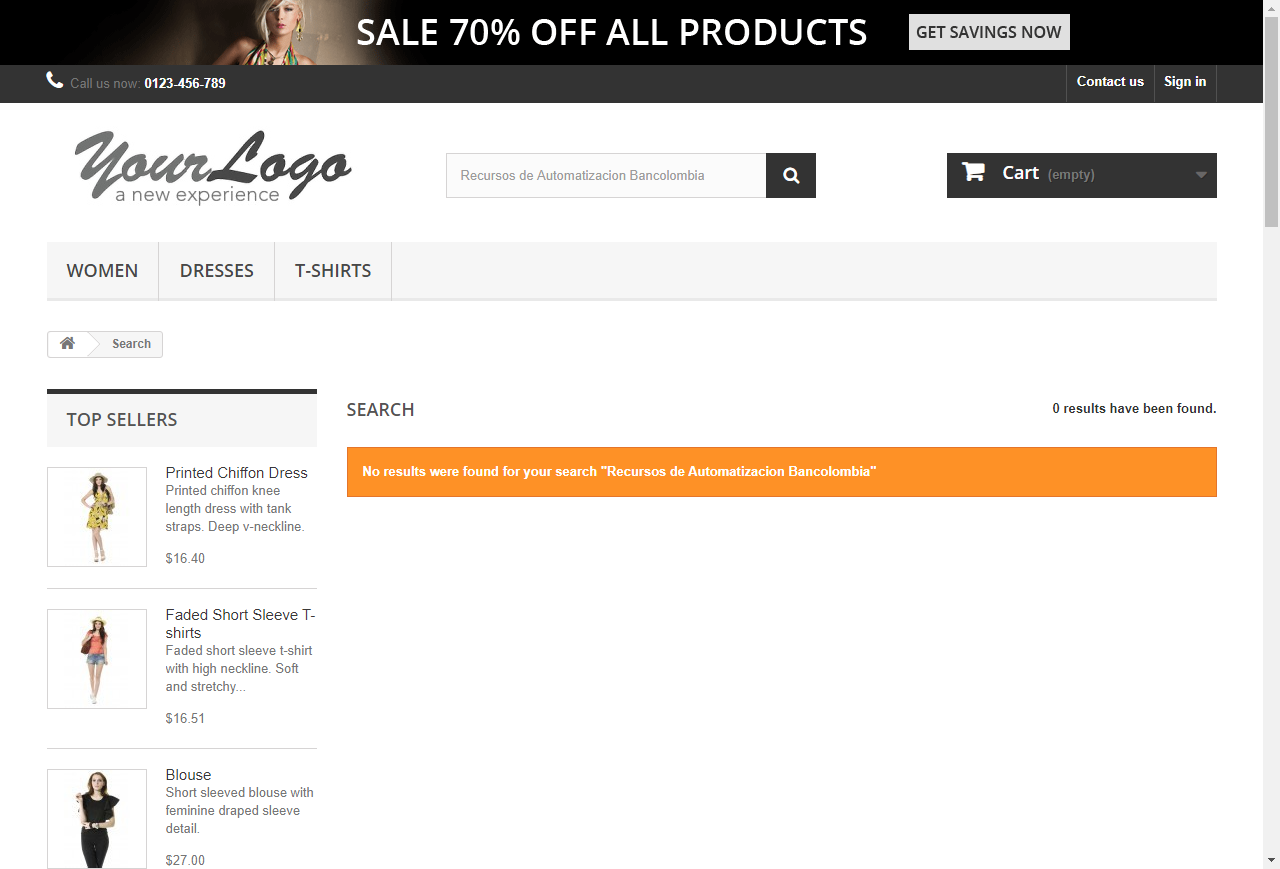 SALE 70% OFF ALL PRODUCTS
GET SAVINGS NOW
Call us now: 0123-456-789
Contact us
Sign in
YourLogo
a new experience
Recursos de Automatizacion Bancolombia
Cart (empty)
WOMEN
DRESSES
T-SHIRTS
Search
TOP SELLERS
Printed Chiffon Dress
Printed chiffon knee
length dress with tank
straps. Deep v-neckline.
$16.40
Faded Short Sleeve T-
shirts
Faded short sleeve t-shirt
with high neckline. Soft
and stretchy...
$16.51
Blouse
Short sleeved blouse with
feminine draped sleeve
detail.
$27.00
SEARCH
0 results have been found.
No results were found for your search "Recursos de Automatizacion Bancolombia"